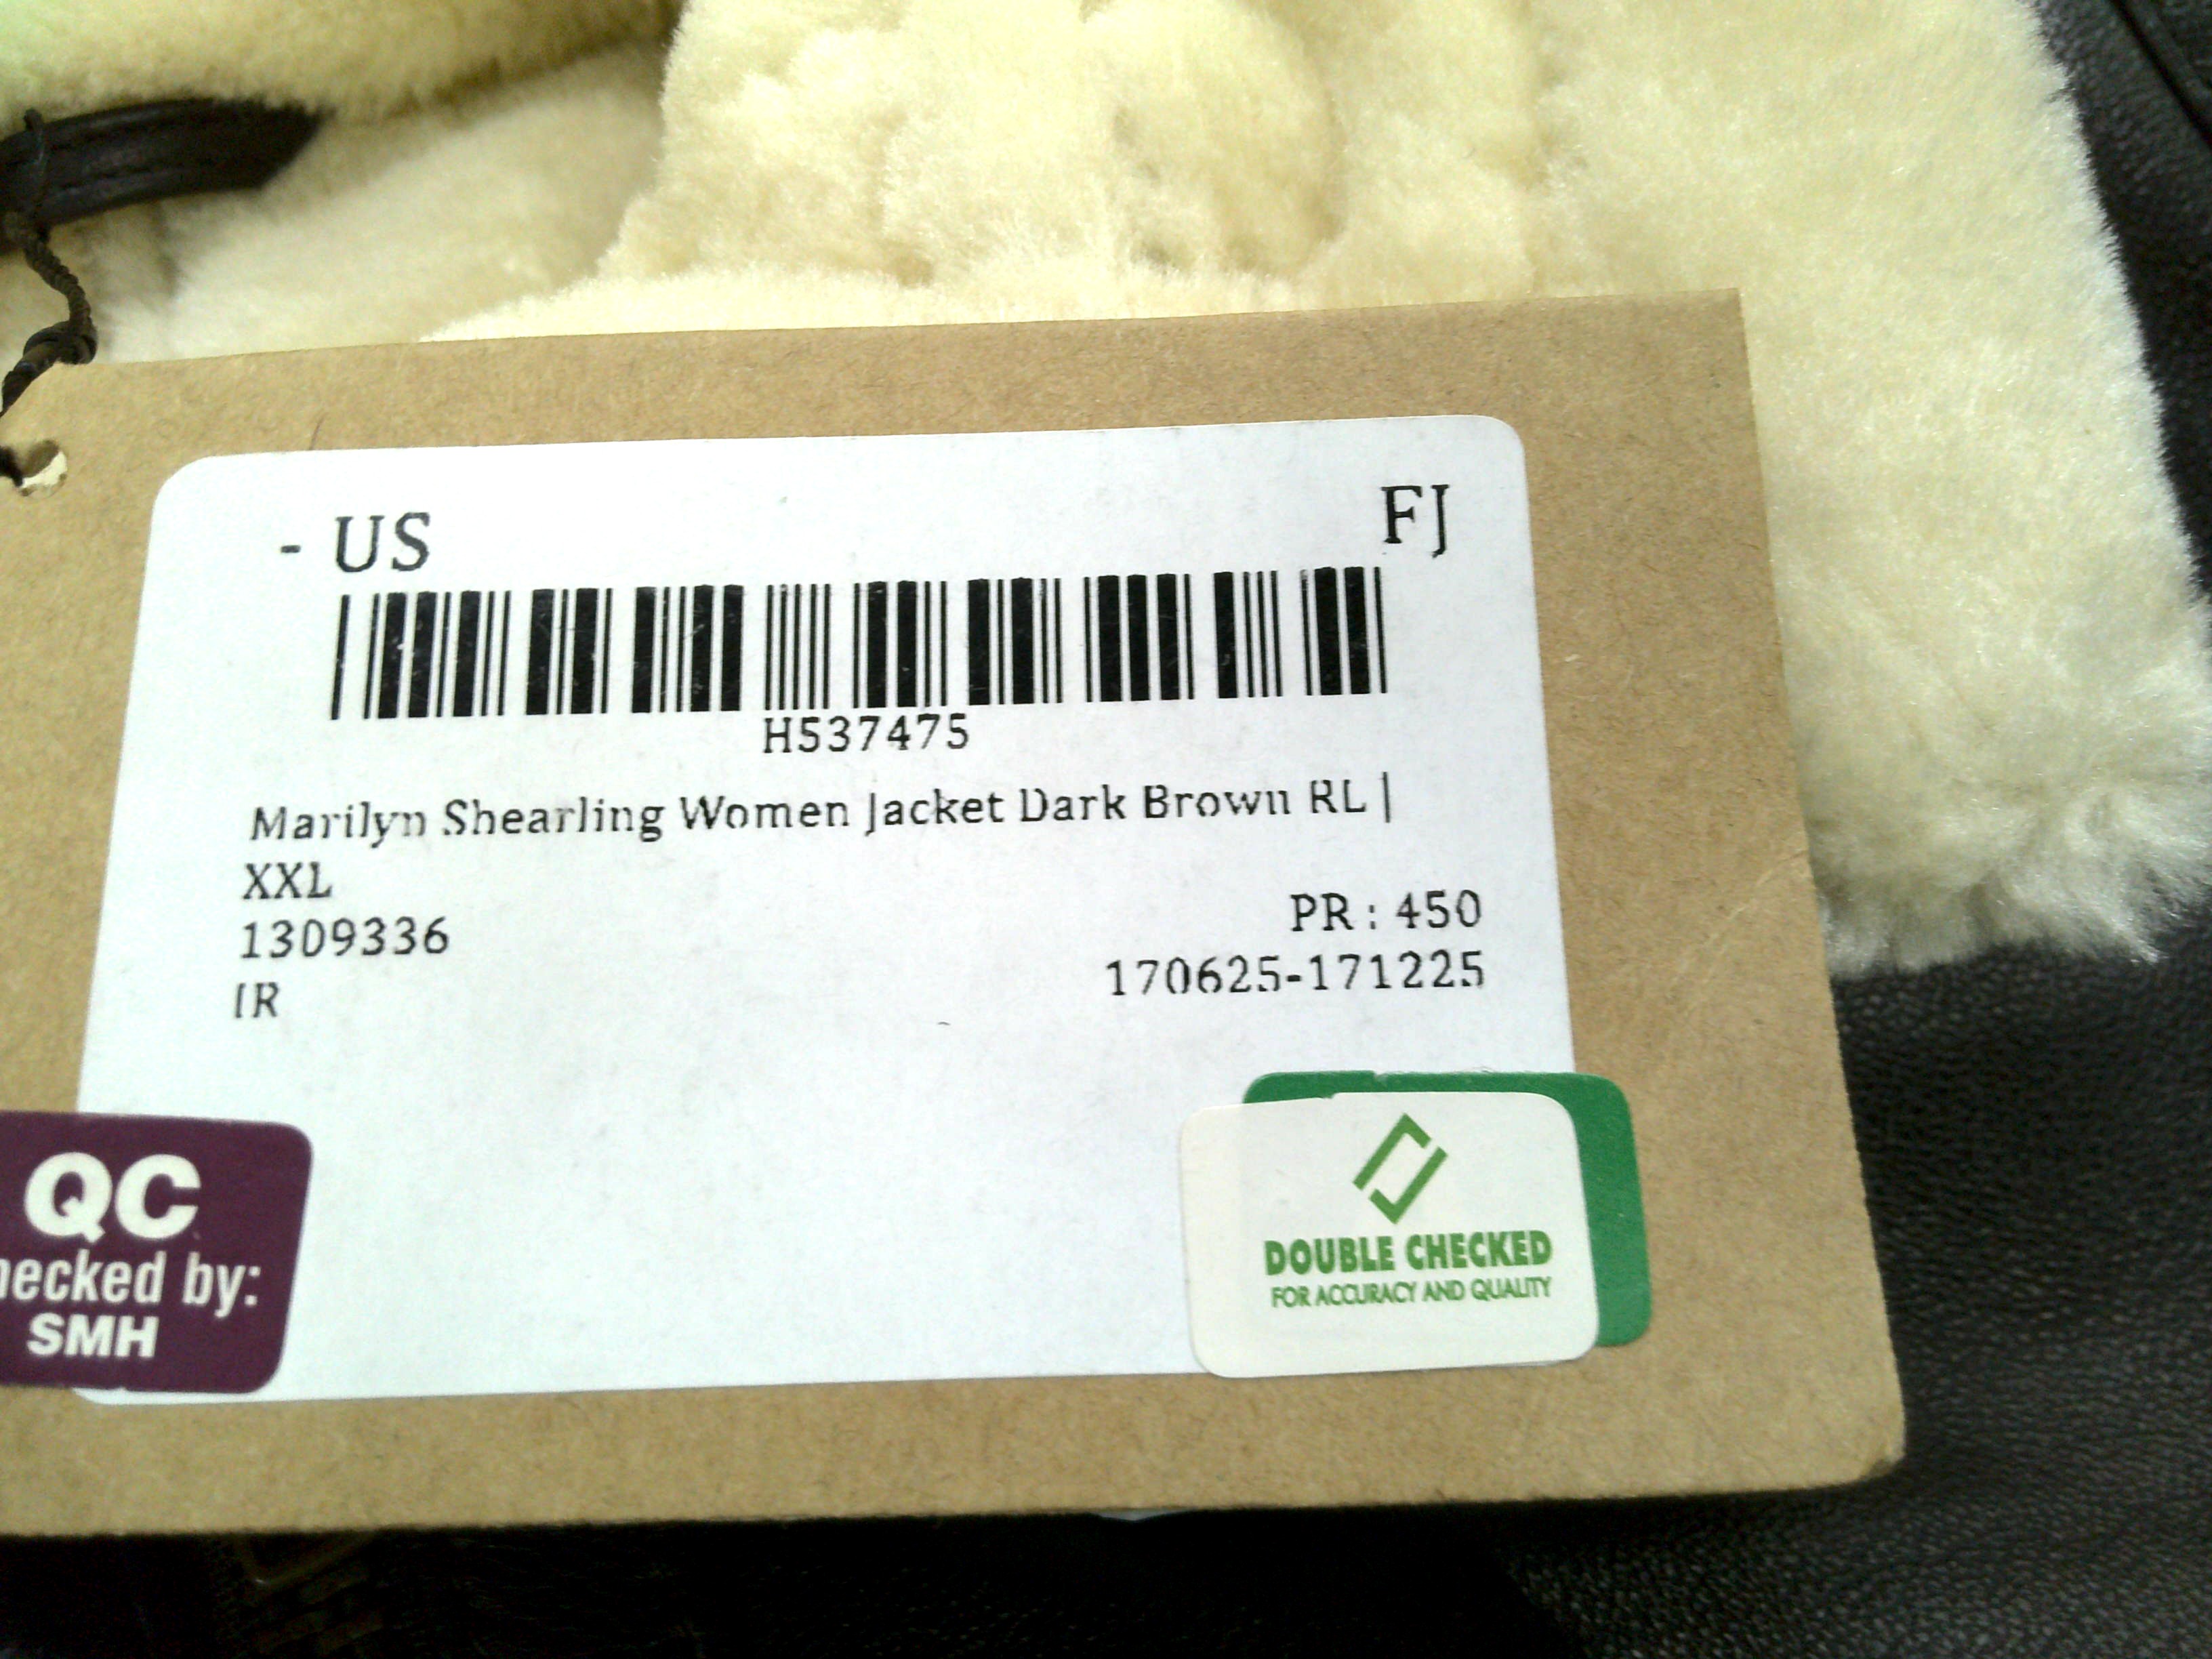 - US FJ
H537475
Marilyn Shearling Women Jacket Dark Brown RL |
XXL
PR : 450
1309336
170625-171225
IR
QC
hecked by:
SMH
DOUBLE CHECKED
FOR ACCURACY AND QUALITY